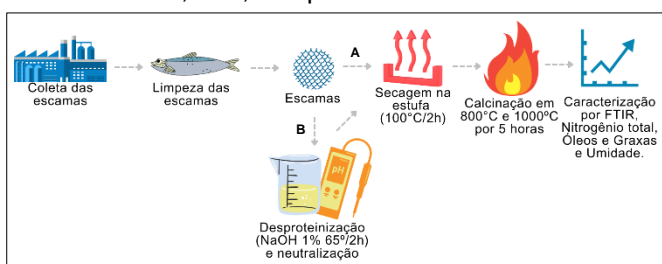 Coleta das
escamas
Limpeza das
escamas
Escamas
A
Secagem na
estufa
(100°C/2h)
Calcinação em
800°C e 1000ºC
por 5 horas
Caracterização
por FTIR,
Nitrogênio total,
Óleos e Graxas
e Umidade.
B
pH
Desproteinização
(NaOH 1% 65º/2h)
e neutralização